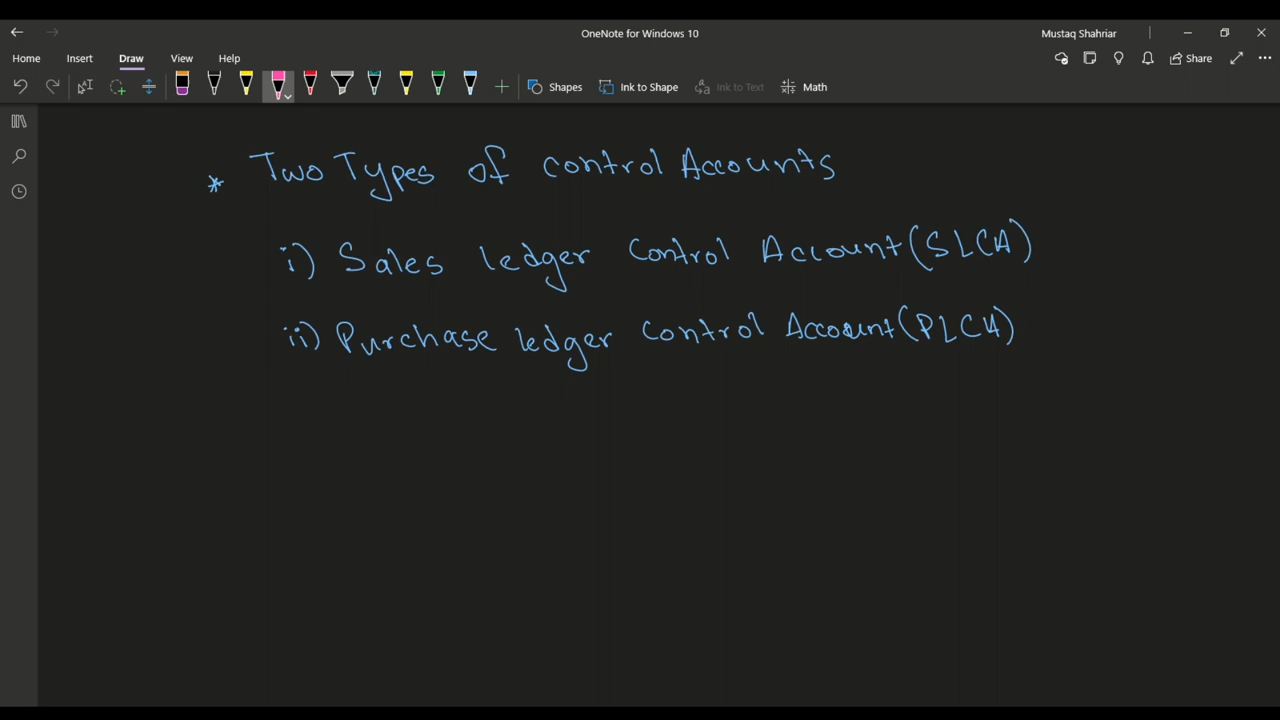 OneNote for Windows 10
Mustaq Shahriar
Home Insert Draw View Help
Share
Shapes Ink to Shape Ink to Text Math
* Two Types of control Accounts
i) Sales ledger control Account (SLCA)
ii) Purchase ledger control Account (PLCA)